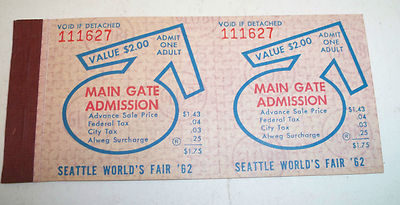 VOID IF DETACHED
111627
VALUE $2.00
ADMIT
ONE
ADULT
MAIN GATE
ADMISSION
Advance Sale Price $1.43
Federal Tax .04
City Tax .03
Alweg Surcharge .25
$1.75
SEATTLE WORLD'S FAIR '62
VOID IF DETACHED
111627
VALUE $2.00
ADMIT
ONE
ADULT
MAIN GATE
ADMISSION
Advance Sale Price $1.43
Federal Tax .04
City Tax .03
Alweg Surcharge ® .25
$1.75
SEATTLE WORLD'S FAIR '62